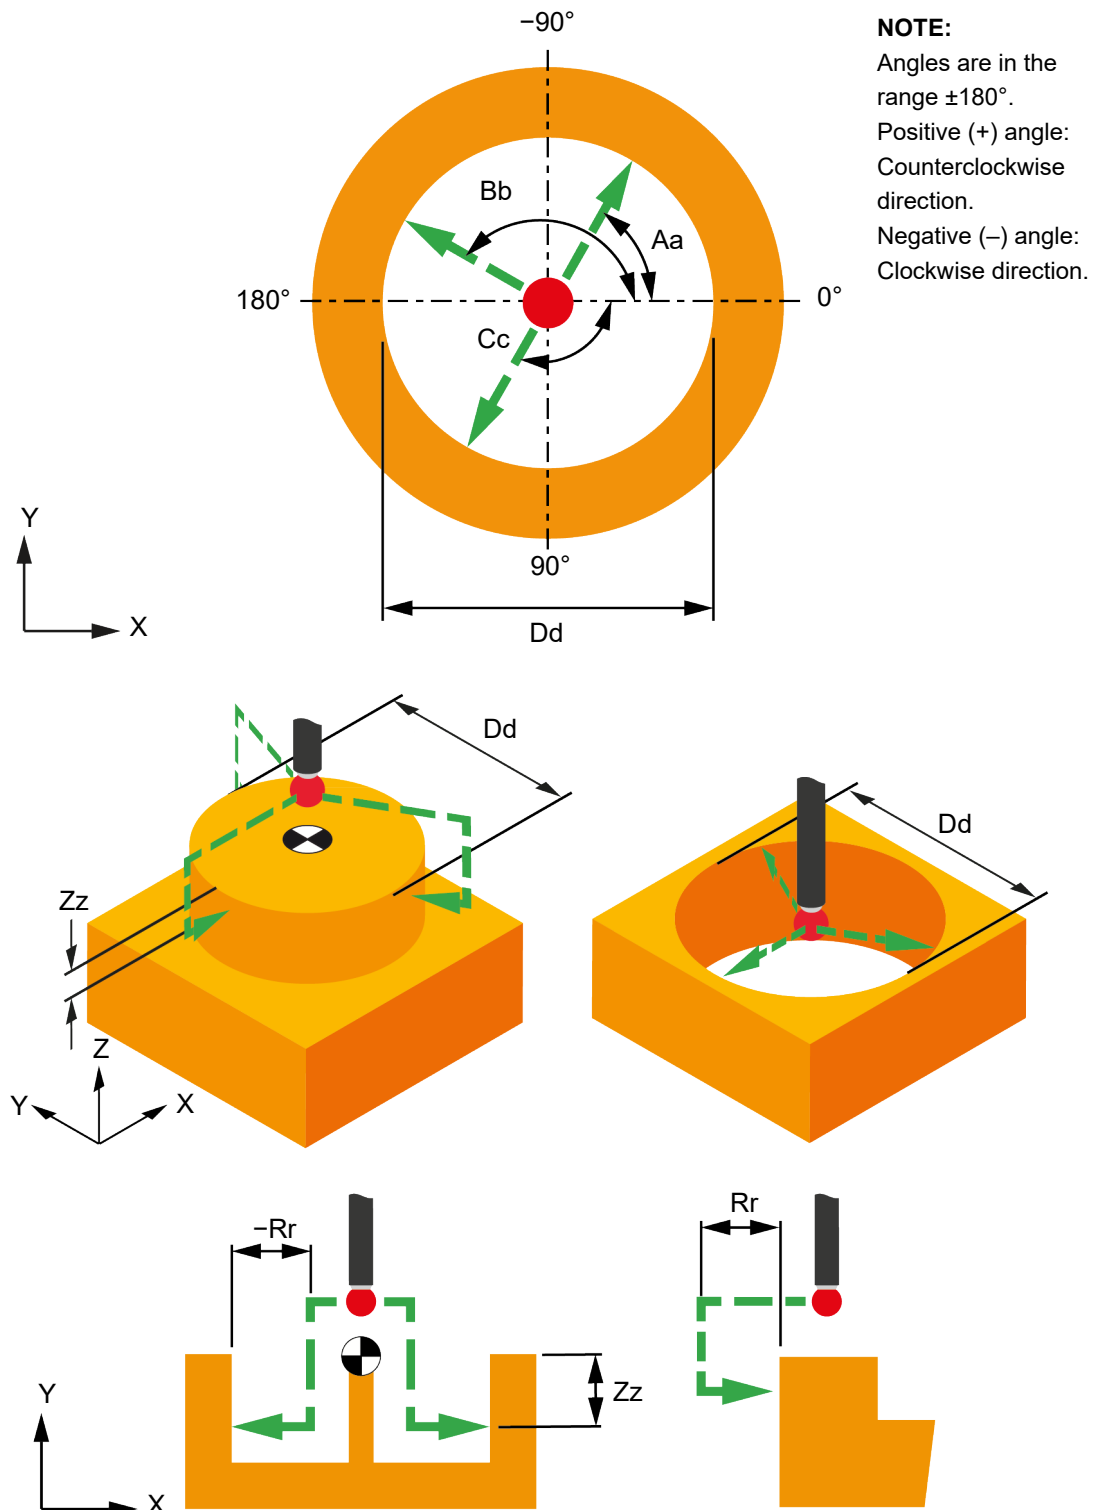 −90°
NOTE:
Angles are in the
range ±180°.
Positive (+) angle:
Counterclockwise
direction.
Negative (–) angle:
Clockwise direction.
Bb
Aa
180°
0°
Cc
90°
Y
X
Dd
Dd
Dd
Zz
Z
Y
X
−Rr
Rr
Zz
Y
X